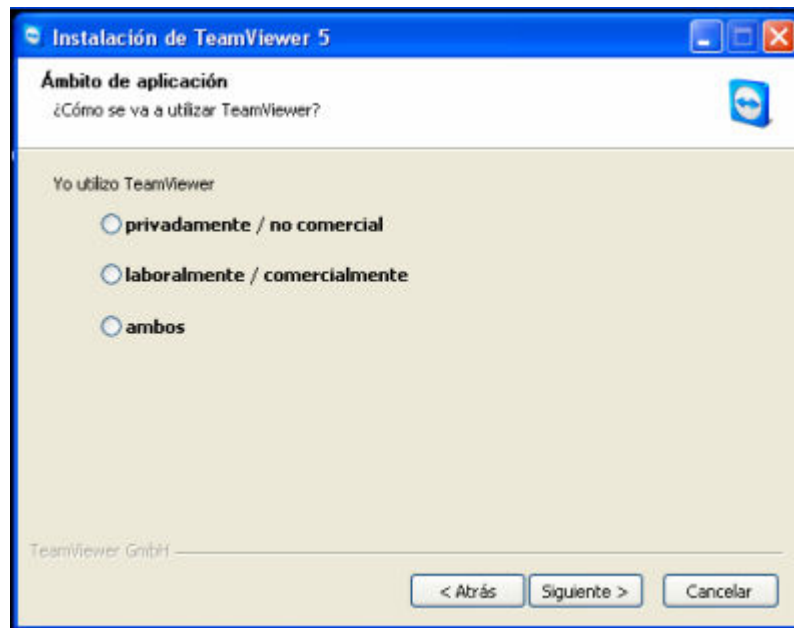 Instalación de TeamViewer 5
Ámbito de aplicación
¿Cómo se va a utilizar TeamViewer?
Yo utilizo TeamViewer
privadamente / no comercial
laboralmente / comercialmente
ambos
TeamViewer GmbH
< Atrás Siguiente > Cancelar